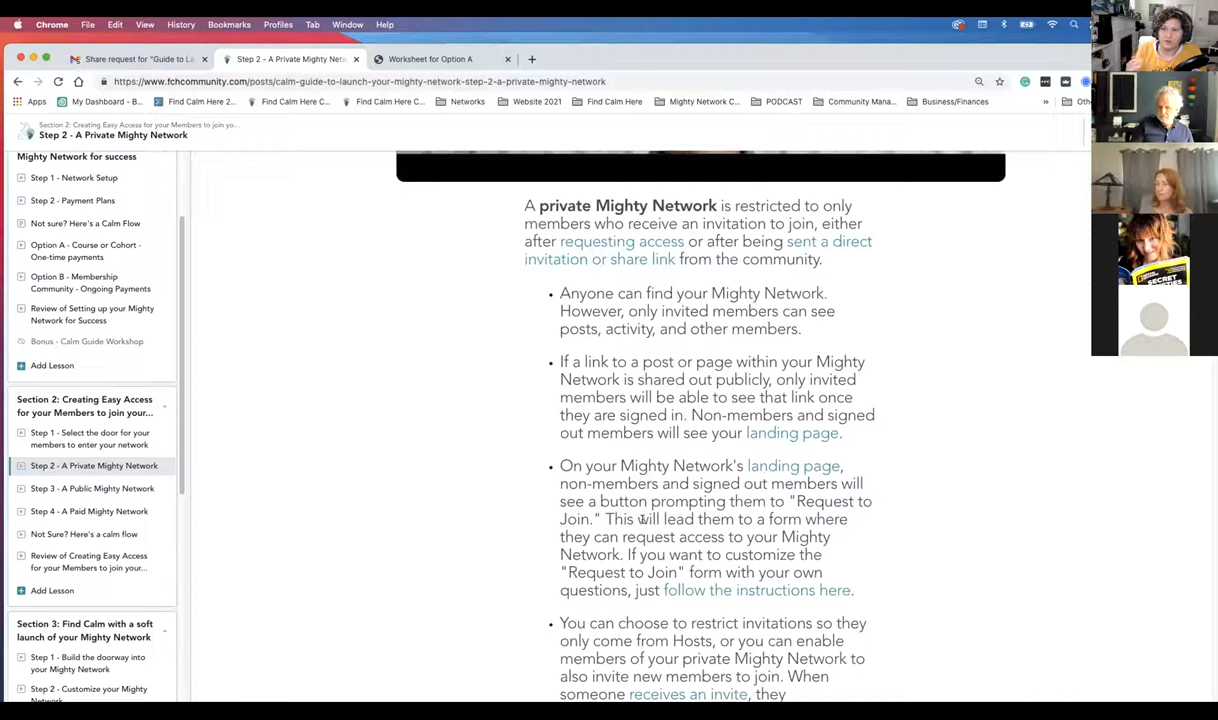 Chrome File Edit View History Bookmarks Profiles Tab Window Help
Share request for "Guide to La
Step 2 - A Private Mighty Netw
Worksheet for Option A
https://www.fchcommunity.com/posts/calm-guide-to-launch-your-mighty-network-step-2-a-private-mighty-network
Apps My Dashboard - B... Find Calm Here 2... Find Calm Here C... Find Calm Here C... Networks Website 2021 Find Calm Here Mighty Network C... PODCAST Community Mana... Business/Finances » Oth
Section 2: Creating Easy Access for your Members to join yo...
Step 2 - A Private Mighty Network
Mighty Network for success
Step 1 - Network Setup
Step 2 - Payment Plans
Not sure? Here's a Calm Flow
Option A - Course or Cohort -
One-time payments
Option B - Membership
Community - Ongoing Payments
Review of Setting up your Mighty
Network for Success
Bonus - Calm Guide Workshop
Add Lesson
Section 2: Creating Easy Access
for your Members to join your...
Step 1 - Select the door for your
members to enter your network
Step 2 - A Private Mighty Network
Step 3 - A Public Mighty Network
Step 4 - A Paid Mighty Network
Not Sure? Here's a calm flow
Review of Creating Easy Access
for your Members to join your...
Add Lesson
Section 3: Find Calm with a soft
launch of your Mighty Network
Step 1 - Build the doorway into
your Mighty Network
Step 2 - Customize your Mighty
Network
A private Mighty Network is restricted to only
members who receive an invitation to join, either
after requesting access or after being sent a direct
invitation or share link from the community.
• Anyone can find your Mighty Network.
However, only invited members can see
posts, activity, and other members.
• If a link to a post or page within your Mighty
Network is shared out publicly, only invited
members will be able to see that link once
they are signed in. Non-members and signed
out members will see your landing page.
• On your Mighty Network's landing page,
non-members and signed out members will
see a button prompting them to "Request to
Join." This will lead them to a form where
they can request access to your Mighty
Network. If you want to customize the
"Request to Join" form with your own
questions, just follow the instructions here.
• You can choose to restrict invitations so they
only come from Hosts, or you can enable
members of your private Mighty Network to
also invite new members to join. When
someone receives an invite, they
SECRET